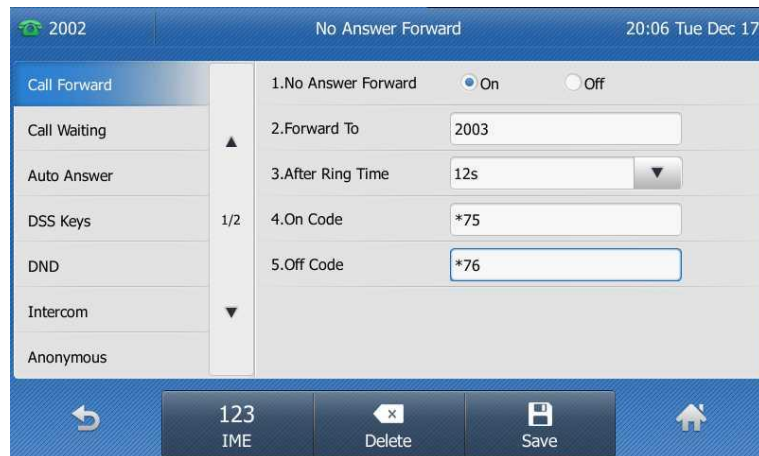 2002 No Answer Forward 20:06 Tue Dec 17
Call Forward
Call Waiting
Auto Answer
DSS Keys
DND
Intercom
Anonymous
1/2
1.No Answer Forward On Off
2.Forward To 2003
3.After Ring Time 12s
4.On Code *75
5.Off Code *76
123
IME
Delete
Save